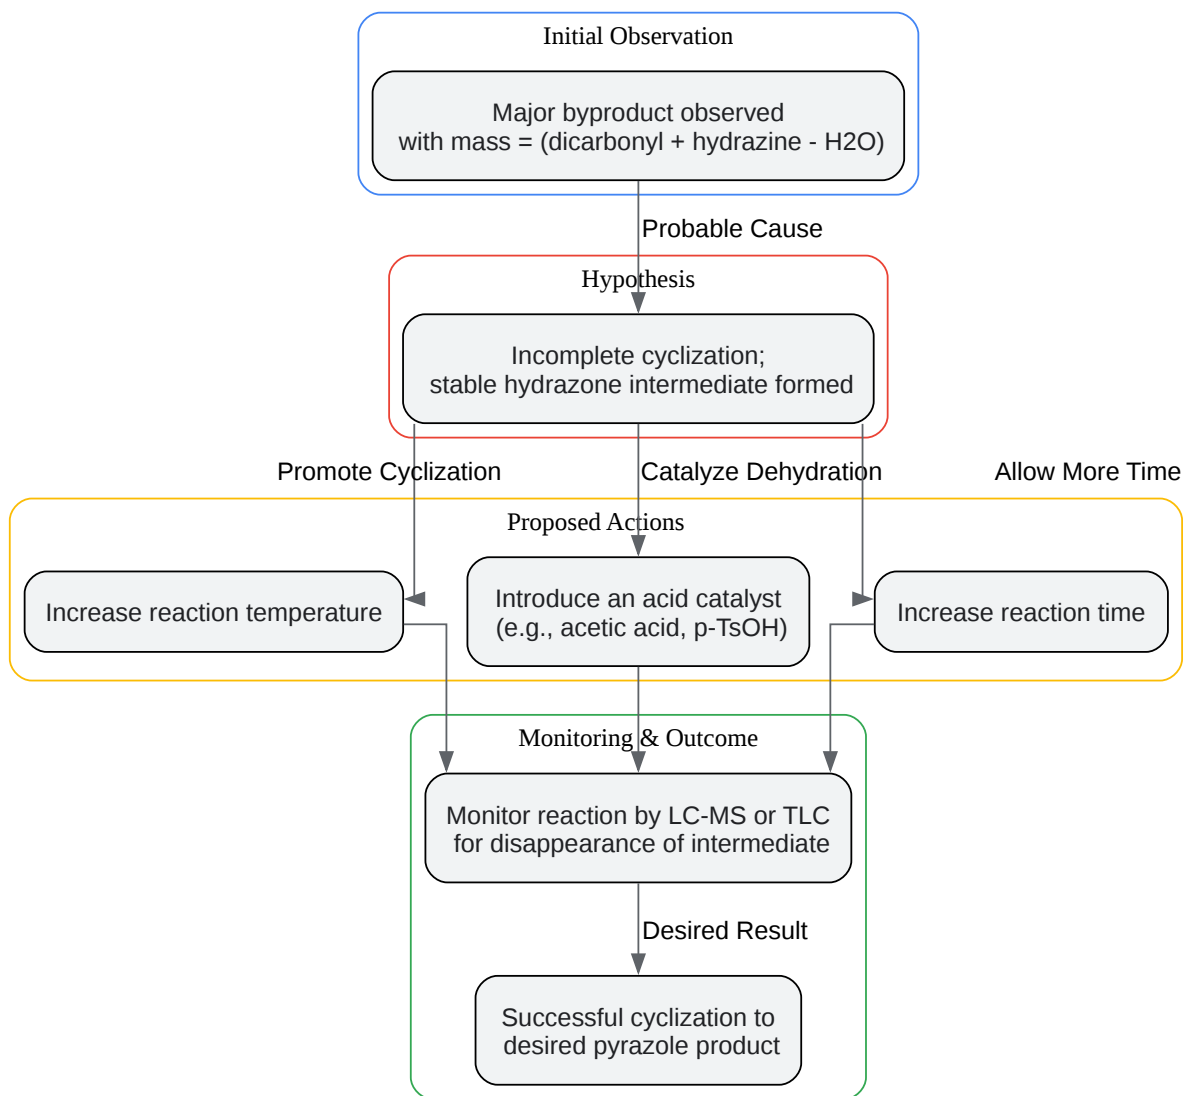 Initial Observation
Major byproduct observed
with mass = (dicarbonyl + hydrazine - H2O)
Probable Cause
Hypothesis
Incomplete cyclization;
stable hydrazone intermediate formed
Promote Cyclization
Catalyze Dehydration
Allow More Time
Proposed Actions
Increase reaction temperature
Introduce an acid catalyst
(e.g., acetic acid, p-TsOH)
Increase reaction time
Monitoring & Outcome
Monitor reaction by LC-MS or TLC
for disappearance of intermediate
Desired Result
Successful cyclization to
desired pyrazole product